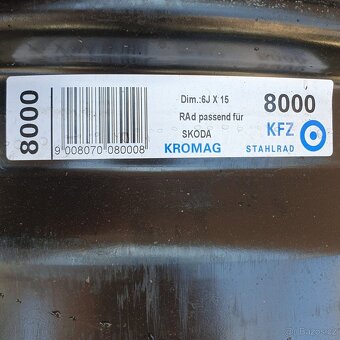 8000
9 008070 080008
Dim.:6J X 15
RAd passend für
SKODA
KROMAG
8000
KFZ
STAHLRAD